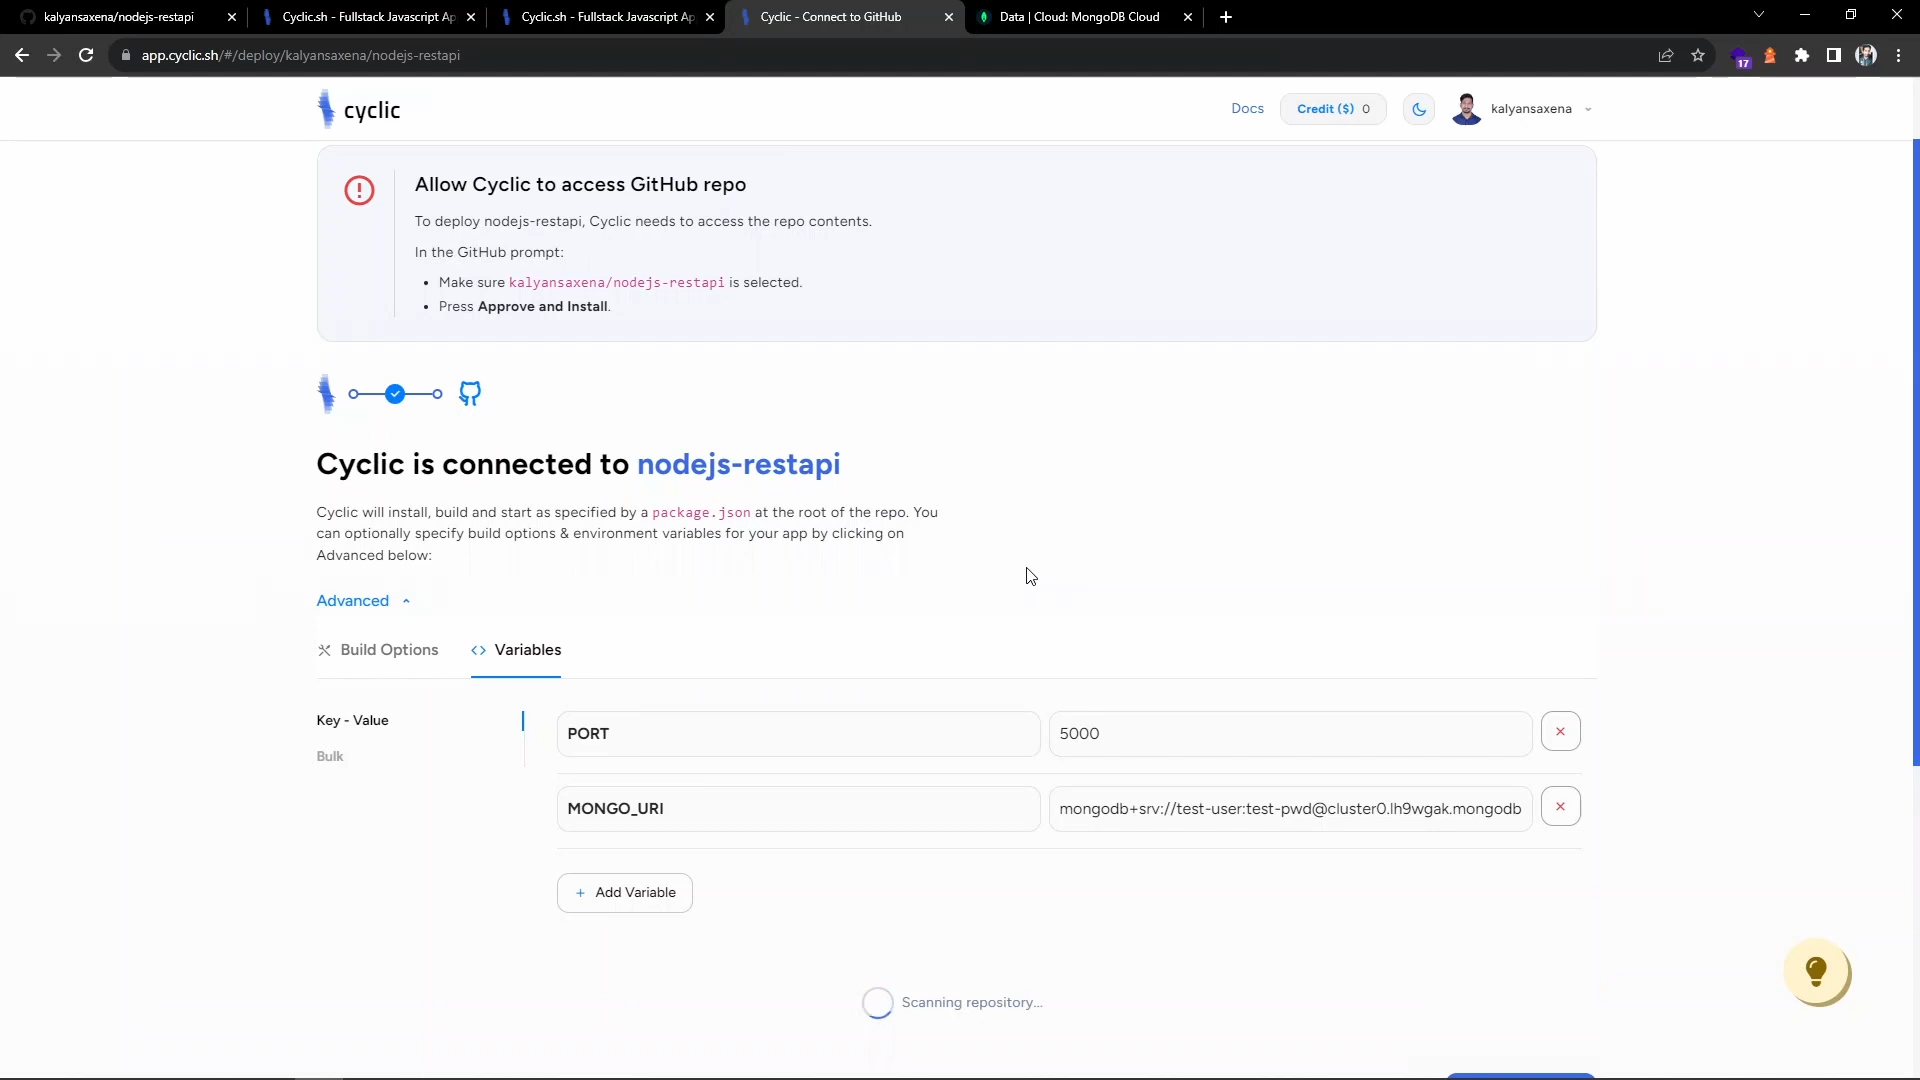 kalyansaxena/nodejs-restapi
Cyclic.sh - Fullstack Javascript Ap
Cyclic.sh - Fullstack Javascript Ap
Cyclic - Connect to GitHub
Data | Cloud: MongoDB Cloud
app.cyclic.sh/#/deploy/kalyansaxena/nodejs-restapi
17
cyclic
Docs
Credit ($) 0
kalyansaxena
Allow Cyclic to access GitHub repo
To deploy nodejs-restapi, Cyclic needs to access the repo contents.
In the GitHub prompt:
• Make sure kalyansaxena/nodejs-restapi is selected.
• Press Approve and Install.
Cyclic is connected to nodejs-restapi
Cyclic will install, build and start as specified by a package.json at the root of the repo. You
can optionally specify build options & environment variables for your app by clicking on
Advanced below:
Advanced
Build Options
<> Variables
Key - Value
Bulk
PORT
5000
MONGO_URI
mongodb+srv://test-user:test-pwd@cluster0.lh9wgak.mongodb
+ Add Variable
Scanning repository...